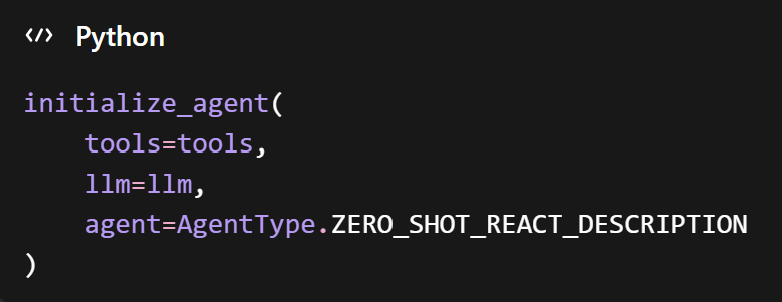 </> Python
initialize_agent(
    tools=tools,
    llm=llm,
    agent=AgentType.ZERO_SHOT_REACT_DESCRIPTION
)